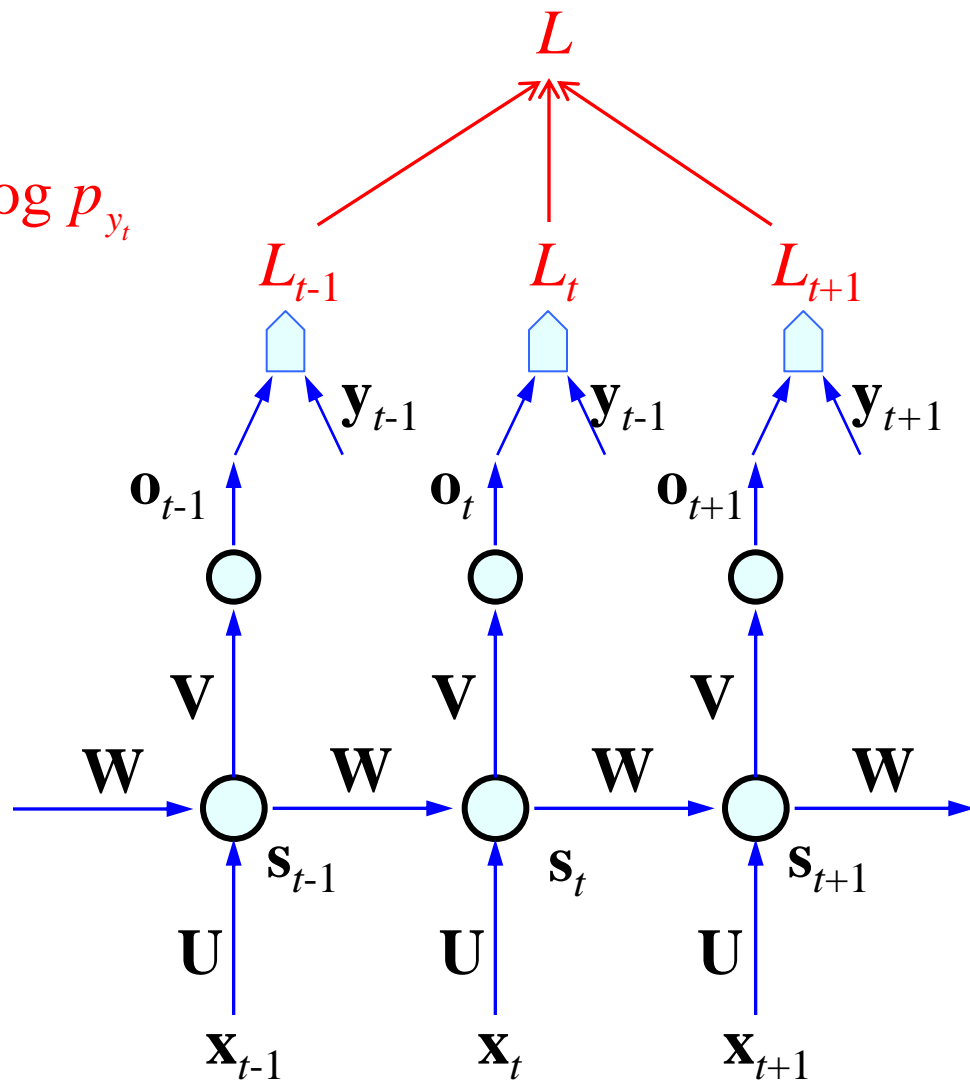 L
og p_{y_t}
L_{t-1} L_t L_{t+1}
y_{t-1} y_{t-1} y_{t+1}
o_{t-1} o_t o_{t+1}
V V V
W W W W
s_{t-1} s_t s_{t+1}
U U U
x_{t-1} x_t x_{t+1}